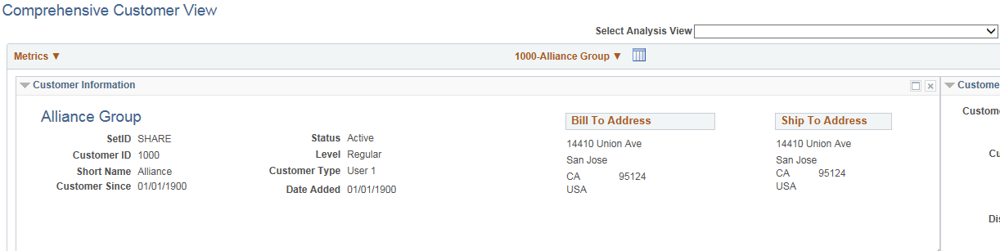 Comprehensive Customer View
Select Analysis View
Metrics ▼
1000-Alliance Group ▼
Customer Information
Custome
Alliance Group
SetID SHARE
Customer ID 1000
Short Name Alliance
Customer Since 01/01/1900
Status Active
Level Regular
Customer Type User 1
Date Added 01/01/1900
Bill To Address
14410 Union Ave
San Jose
CA 95124
USA
Ship To Address
14410 Union Ave
San Jose
CA 95124
USA
Custome
Cu
Dis